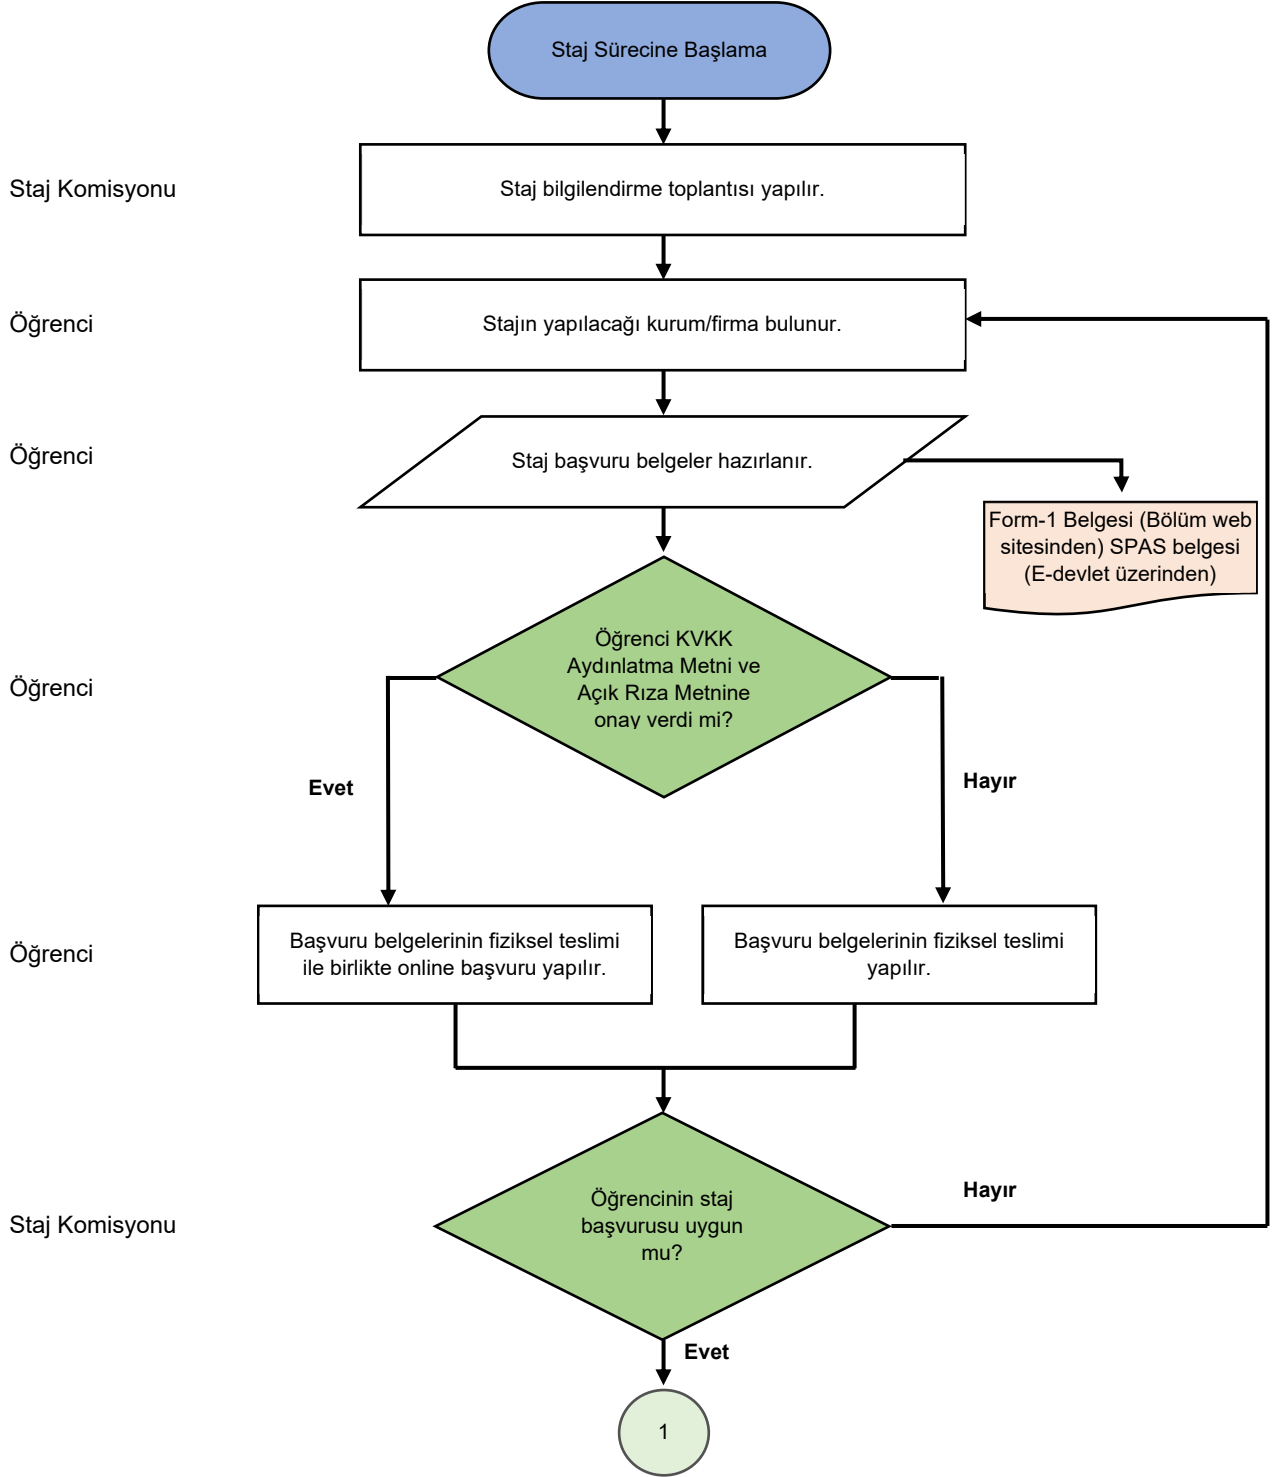 Staj Sürecine Başlama
Staj Komisyonu
Staj bilgilendirme toplantısı yapılır.
Öğrenci
Stajın yapılacağı kurum/firma bulunur.
Öğrenci
Staj başvuru belgeler hazırlanır.
Form-1 Belgesi (Bölüm web
sitesinden) SPAS belgesi
(E-devlet üzerinden)
Öğrenci
Öğrenci KVKK
Aydınlatma Metni ve
Açık Rıza Metnine
onay verdi mi?
Evet
Hayır
Öğrenci
Başvuru belgelerinin fiziksel teslimi
ile birlikte online başvuru yapılır.
Başvuru belgelerinin fiziksel teslimi
yapılır.
Staj Komisyonu
Öğrencinin staj
başvurusu uygun
mu?
Hayır
Evet
1